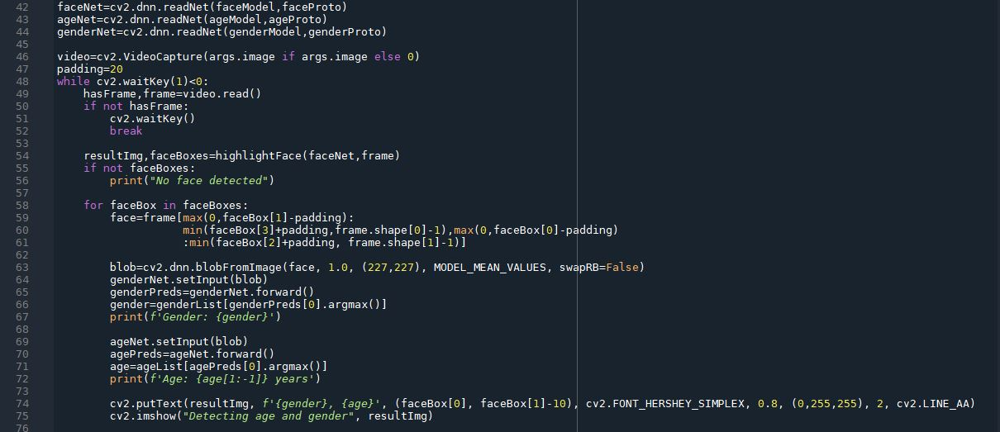 42 faceNet=cv2.dnn.readNet(faceModel,faceProto)
43 ageNet=cv2.dnn.readNet(ageModel,ageProto)
44 genderNet=cv2.dnn.readNet(genderModel,genderProto)
45
46 video=cv2.VideoCapture(args.image if args.image else 0)
47 padding=20
48 while cv2.waitKey(1)<0:
49     hasFrame,frame=video.read()
50     if not hasFrame:
51         cv2.waitKey()
52         break
53
54     resultImg,faceBoxes=highlightFace(faceNet,frame)
55     if not faceBoxes:
56         print("No face detected")
57
58     for faceBox in faceBoxes:
59         face=frame[max(0,faceBox[1]-padding):
60                    min(faceBox[3]+padding,frame.shape[0]-1),max(0,faceBox[0]-padding)
61                    :min(faceBox[2]+padding, frame.shape[1]-1)]
62
63         blob=cv2.dnn.blobFromImage(face, 1.0, (227,227), MODEL_MEAN_VALUES, swapRB=False)
64         genderNet.setInput(blob)
65         genderPreds=genderNet.forward()
66         gender=genderList[genderPreds[0].argmax()]
67         print(f'Gender: {gender}')
68
69         ageNet.setInput(blob)
70         agePreds=ageNet.forward()
71         age=ageList[agePreds[0].argmax()]
72         print(f'Age: {age[1:-1]} years')
73
74         cv2.putText(resultImg, f'{gender}, {age}', (faceBox[0], faceBox[1]-10), cv2.FONT_HERSHEY_SIMPLEX, 0.8, (0,255,255), 2, cv2.LINE_AA)
75         cv2.imshow("Detecting age and gender", resultImg)
76